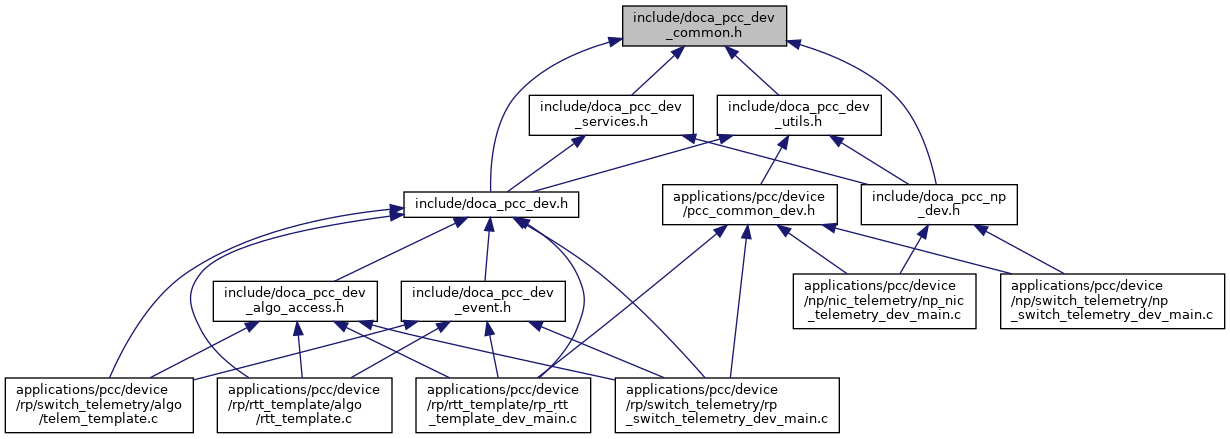 include/doca_pcc_dev
_common.h
include/doca_pcc_dev
_services.h
include/doca_pcc_dev
_utils.h
include/doca_pcc_dev.h
applications/pcc/device
/pcc_common_dev.h
include/doca_pcc_np
_dev.h
include/doca_pcc_dev
_algo_access.h
include/doca_pcc_dev
_event.h
applications/pcc/device
/np/nic_telemetry/np_nic
_telemetry_dev_main.c
applications/pcc/device
/np/switch_telemetry/np
_switch_telemetry_dev_main.c
applications/pcc/device
/rp/switch_telemetry/algo
/telem_template.c
applications/pcc/device
/rp/rtt_template/algo
/rtt_template.c
applications/pcc/device
/rp/rtt_template/rp_rtt
_template_dev_main.c
applications/pcc/device
/rp/switch_telemetry/rp
_switch_telemetry_dev_main.c